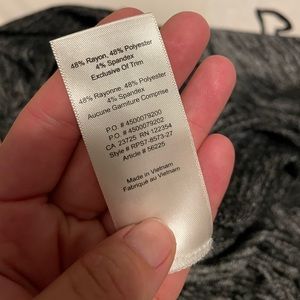 48% Rayon, 48% Polyester
4% Spandex
Exclusive Of Trim
48% Rayonne, 48% Polyester
4% Spandex
Aucune Garniture Comprise
P.O. # 4500079200
P.O. # 4500079202
CA 23725 RN 122354
Style # RPS7-8573-27
Article # 56225
Made in Vietnam
Fabriqué au Vietnam